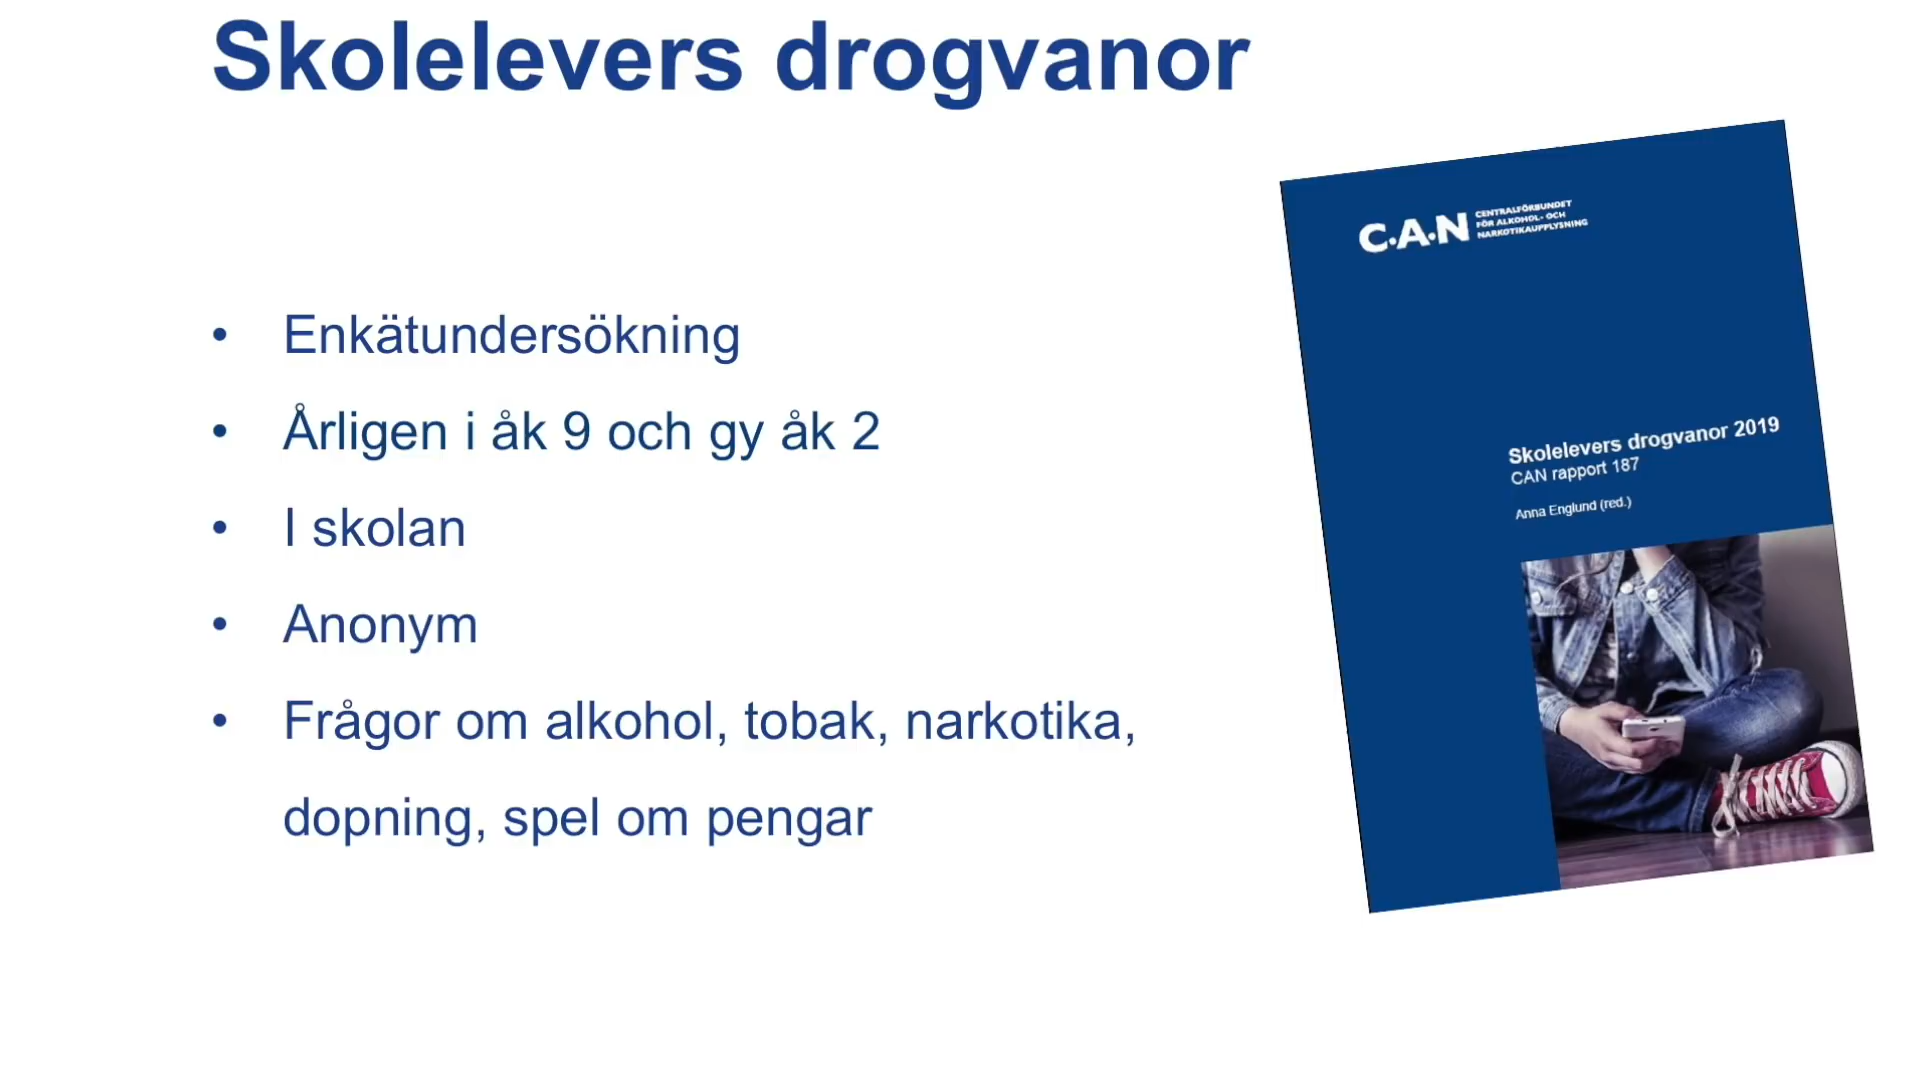 Skolelevers drogvanor
• Enkätundersökning
• Årligen i åk 9 och gy åk 2
• I skolan
• Anonym
• Frågor om alkohol, tobak, narkotika,
dopning, spel om pengar
C·A·N
CENTRALFÖRBUNDET
FÖR ALKOHOL- OCH
NARKOTIKAUPPLYSNING
Skolelevers drogvanor 2019
CAN rapport 187
Anna Englund (red.)